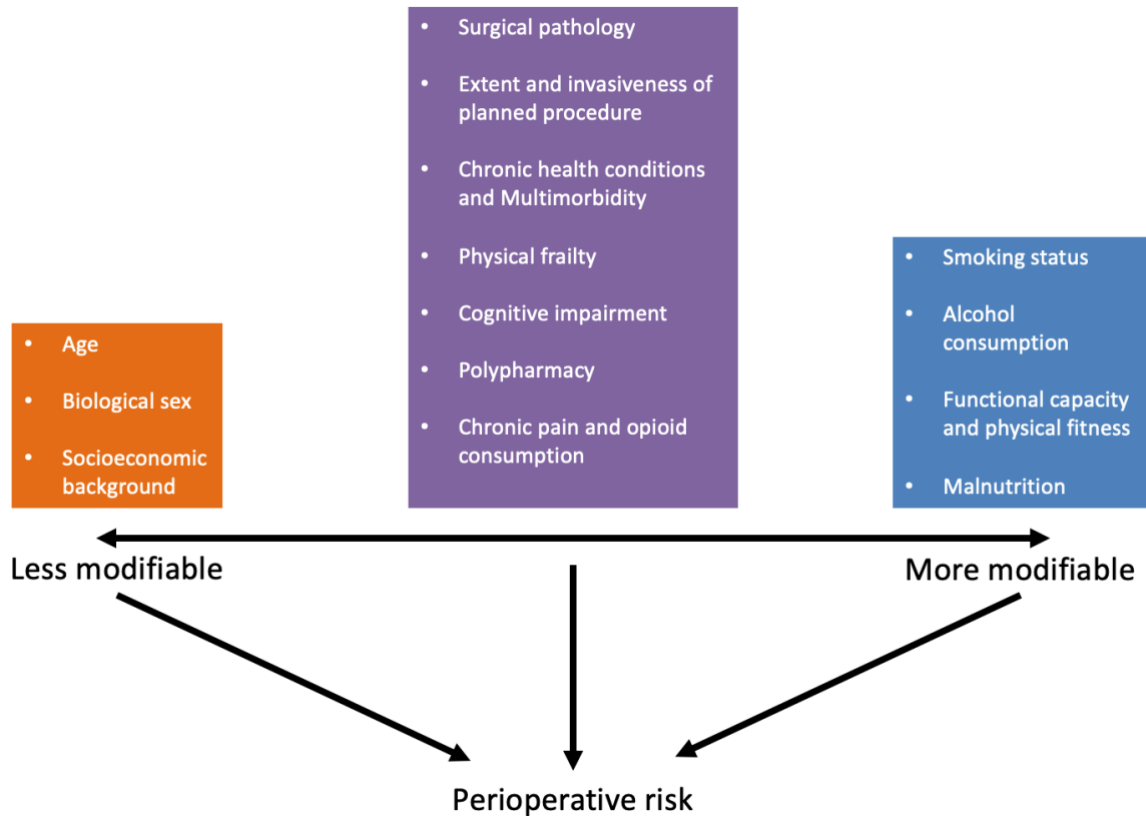 • Surgical pathology
• Extent and invasiveness of
planned procedure
• Chronic health conditions
and Multimorbidity
• Physical frailty
• Cognitive impairment
• Polypharmacy
• Chronic pain and opioid
consumption
• Age
• Biological sex
• Socioeconomic
background
• Smoking status
• Alcohol
consumption
• Functional capacity
and physical fitness
• Malnutrition
Less modifiable
More modifiable
Perioperative risk